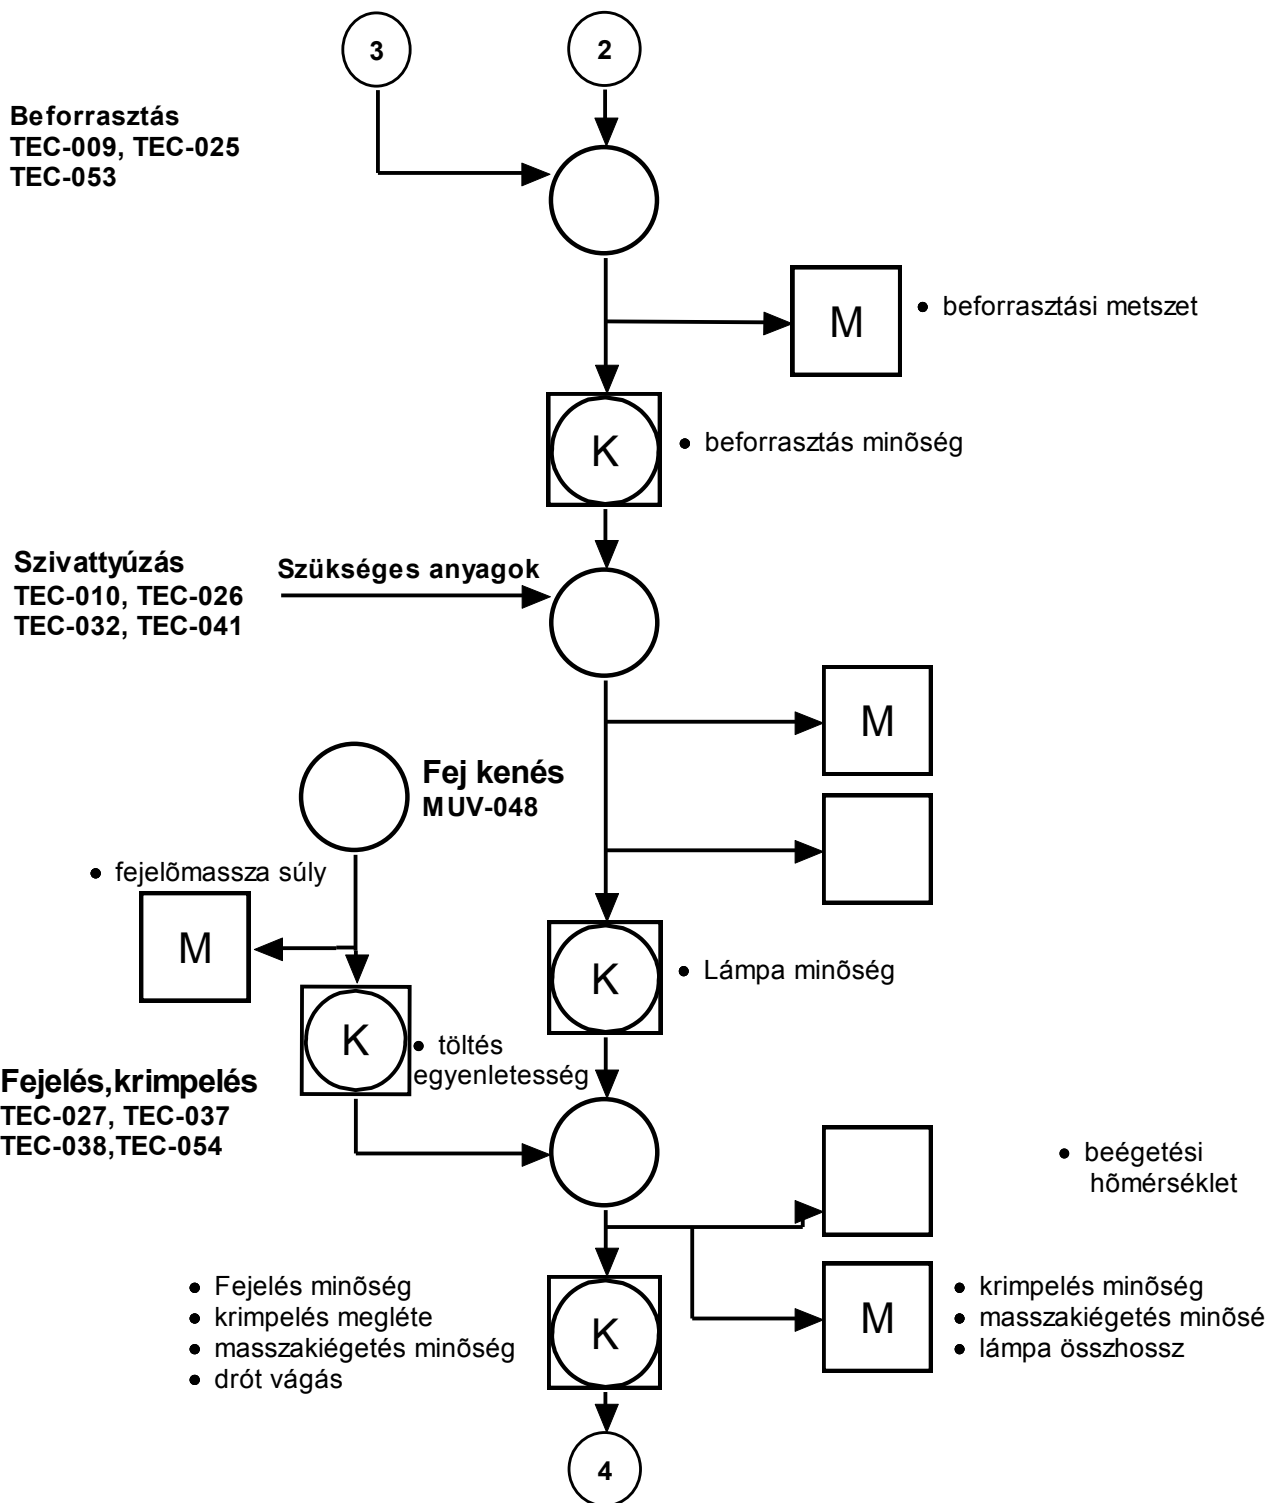 3
2
Beforrasztás
TEC-009, TEC-025
TEC-053
M
• beforrasztási metszet
K
• beforrasztás minõség
Szivattyúzás
TEC-010, TEC-026
TEC-032, TEC-041
Szükséges anyagok
M
Fej kenés
MUV-048
• fejelõmassza súly
M
K
• Lámpa minõség
K
• töltés
egyenletesség
Fejelés,krimpelés
TEC-027, TEC-037
TEC-038,TEC-054
• beégetési
hõmérséklet
• Fejelés minõség
• krimpelés megléte
• masszakiégetés minõség
• drót vágás
K
M
• krimpelés minõség
• masszakiégetés minõsé
• lámpa összhossz
4